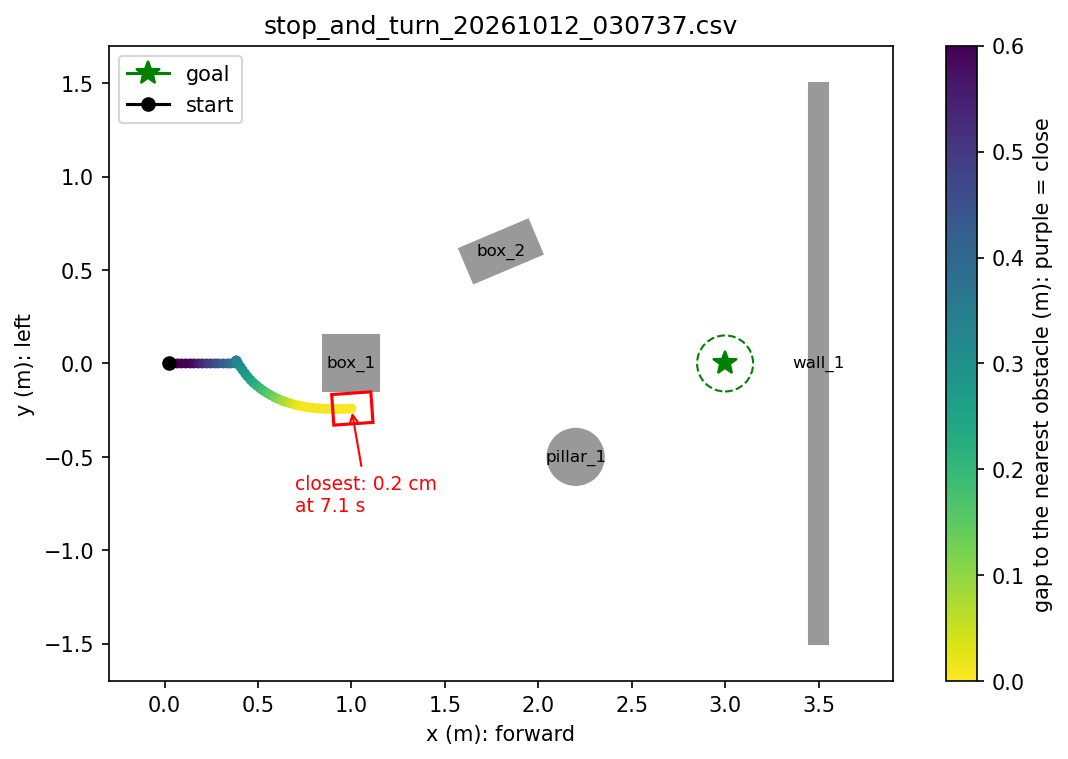 stop_and_turn_20261012_030737.csv
goal
start
1.5
1.0
0.5
0.0
−0.5
−1.0
−1.5
y (m): left
box_2
box_1
wall_1
pillar_1
closest: 0.2 cm
at 7.1 s
0.0
0.5
1.0
1.5
2.0
2.5
3.0
3.5
x (m): forward
0.6
0.5
0.4
0.3
0.2
0.1
0.0
gap to the nearest obstacle (m): purple = close